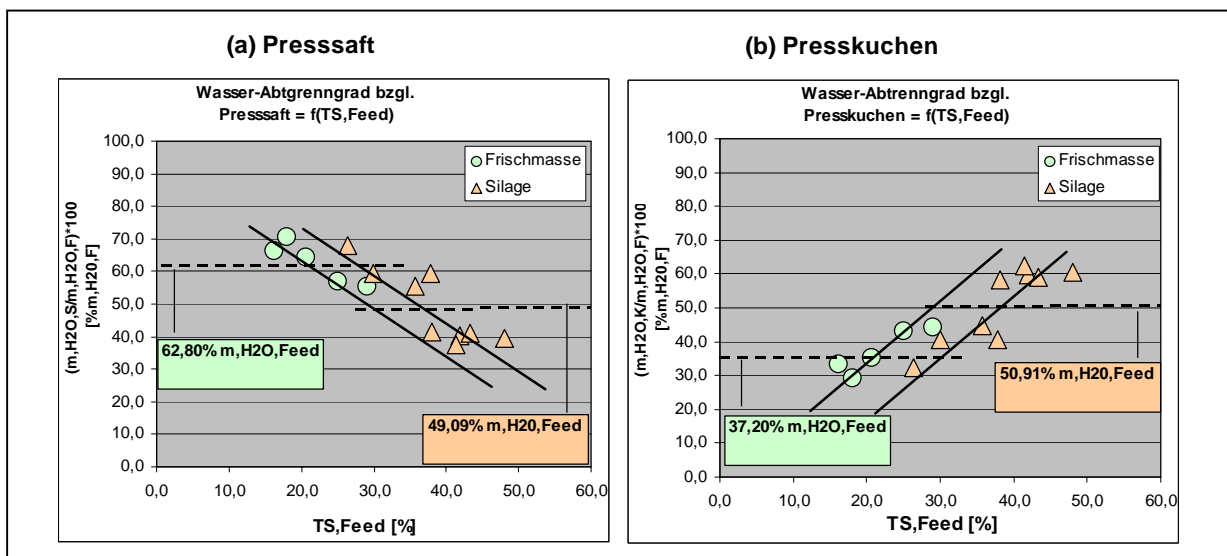 (a) Presssaft
Wasser-Abtgrenngrad bzgl.
Presssaft = f(TS,Feed)
(m,H2O,S/m,H2O,F)*100
[%m,H20,F]
100,0
90,0
80,0
70,0
60,0
50,0
40,0
30,0
20,0
10,0
0,0
Frischmasse
Silage
62,80% m,H2O,Feed
49,09% m,H20,Feed
0,0
10,0
20,0
30,0
40,0
50,0
60,0
TS,Feed [%]
(b) Presskuchen
Wasser-Abtrenngrad bzgl.
Presskuchen = f(TS,Feed)
(m,H2O,K/m,H2O,F)*100
[%m,H20,F]
100,0
90,0
80,0
70,0
60,0
50,0
40,0
30,0
20,0
10,0
0,0
Frischmasse
Silage
50,91% m,H20,Feed
37,20% m,H2O,Feed
0,0
10,0
20,0
30,0
40,0
50,0
60,0
TS,Feed [%]